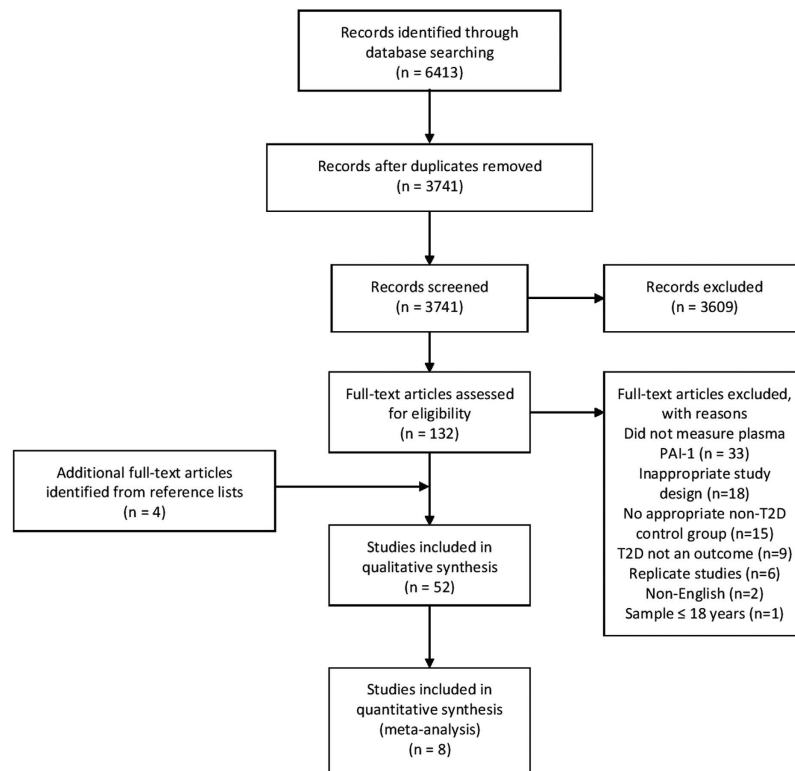 Records identified through
database searching
(n = 6413)
Records after duplicates removed
(n = 3741)
Records screened
(n = 3741)
Records excluded
(n = 3609)
Full-text articles assessed
for eligibility
(n = 132)
Full-text articles excluded,
with reasons
Did not measure plasma
PAI-1 (n = 33)
Inappropriate study
design (n=18)
No appropriate non-T2D
control group (n=15)
T2D not an outcome (n=9)
Replicate studies (n=6)
Non-English (n=2)
Sample ≤ 18 years (n=1)
Additional full-text articles
identified from reference lists
(n = 4)
Studies included in
qualitative synthesis
(n = 52)
Studies included in
quantitative synthesis
(meta-analysis)
(n = 8)